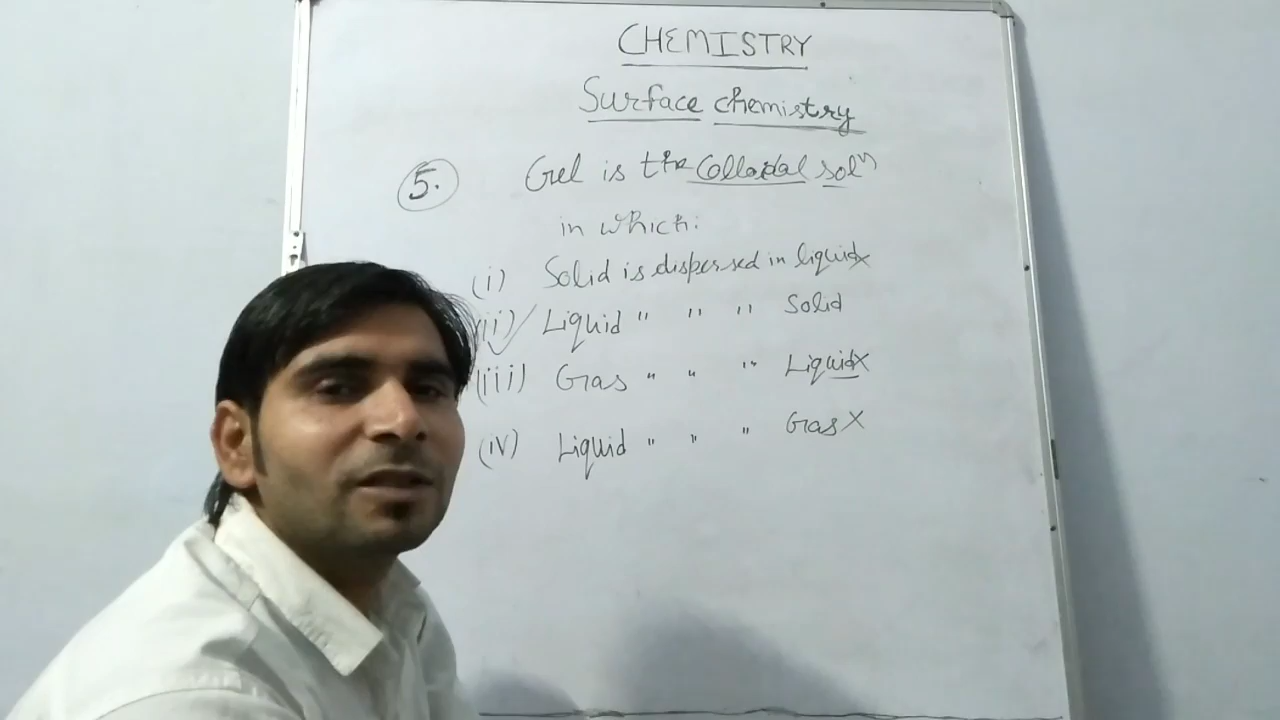 CHEMISTRY
Surface chemistry
5. Gel is the Colloidal solⁿ
in which:
(i) Solid is dispersed in liquid ×
(ii) ✓ Liquid " " " Solid
(iii) Gas " " " Liquid ×
(iv) Liquid " " " Gas ×